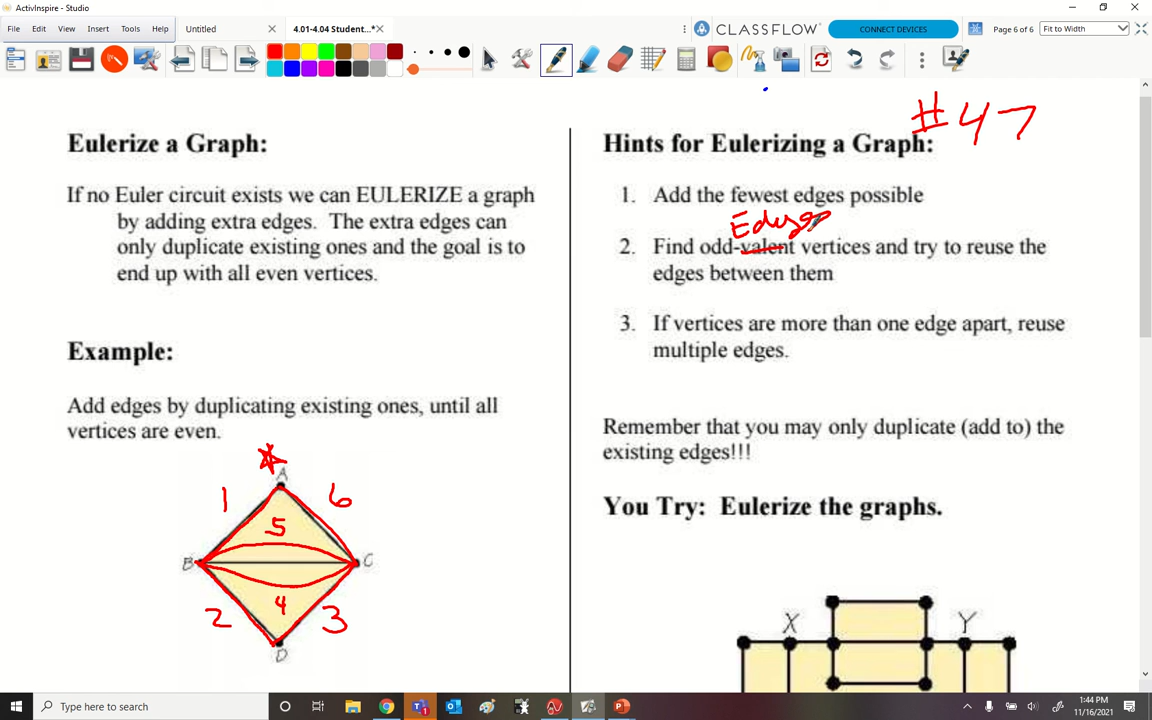 ActivInspire - Studio
File Edit View Insert Tools Help
Untitled
4.01-4.04 Student...*
CLASSFLOW
CONNECT DEVICES
Page 6 of 6
Fit to Width
#47
Eulerize a Graph:
If no Euler circuit exists we can EULERIZE a graph
by adding extra edges. The extra edges can
only duplicate existing ones and the goal is to
end up with all even vertices.
Example:
Add edges by duplicating existing ones, until all
vertices are even.
A
1
6
5
B
C
4
2
3
D
Hints for Eulerizing a Graph:
1. Add the fewest edges possible
Edges
2. Find odd-valent vertices and try to reuse the
edges between them
3. If vertices are more than one edge apart, reuse
multiple edges.
Remember that you may only duplicate (add to) the
existing edges!!!
You Try: Eulerize the graphs.
X
Y
Type here to search
1:44 PM
11/16/2021